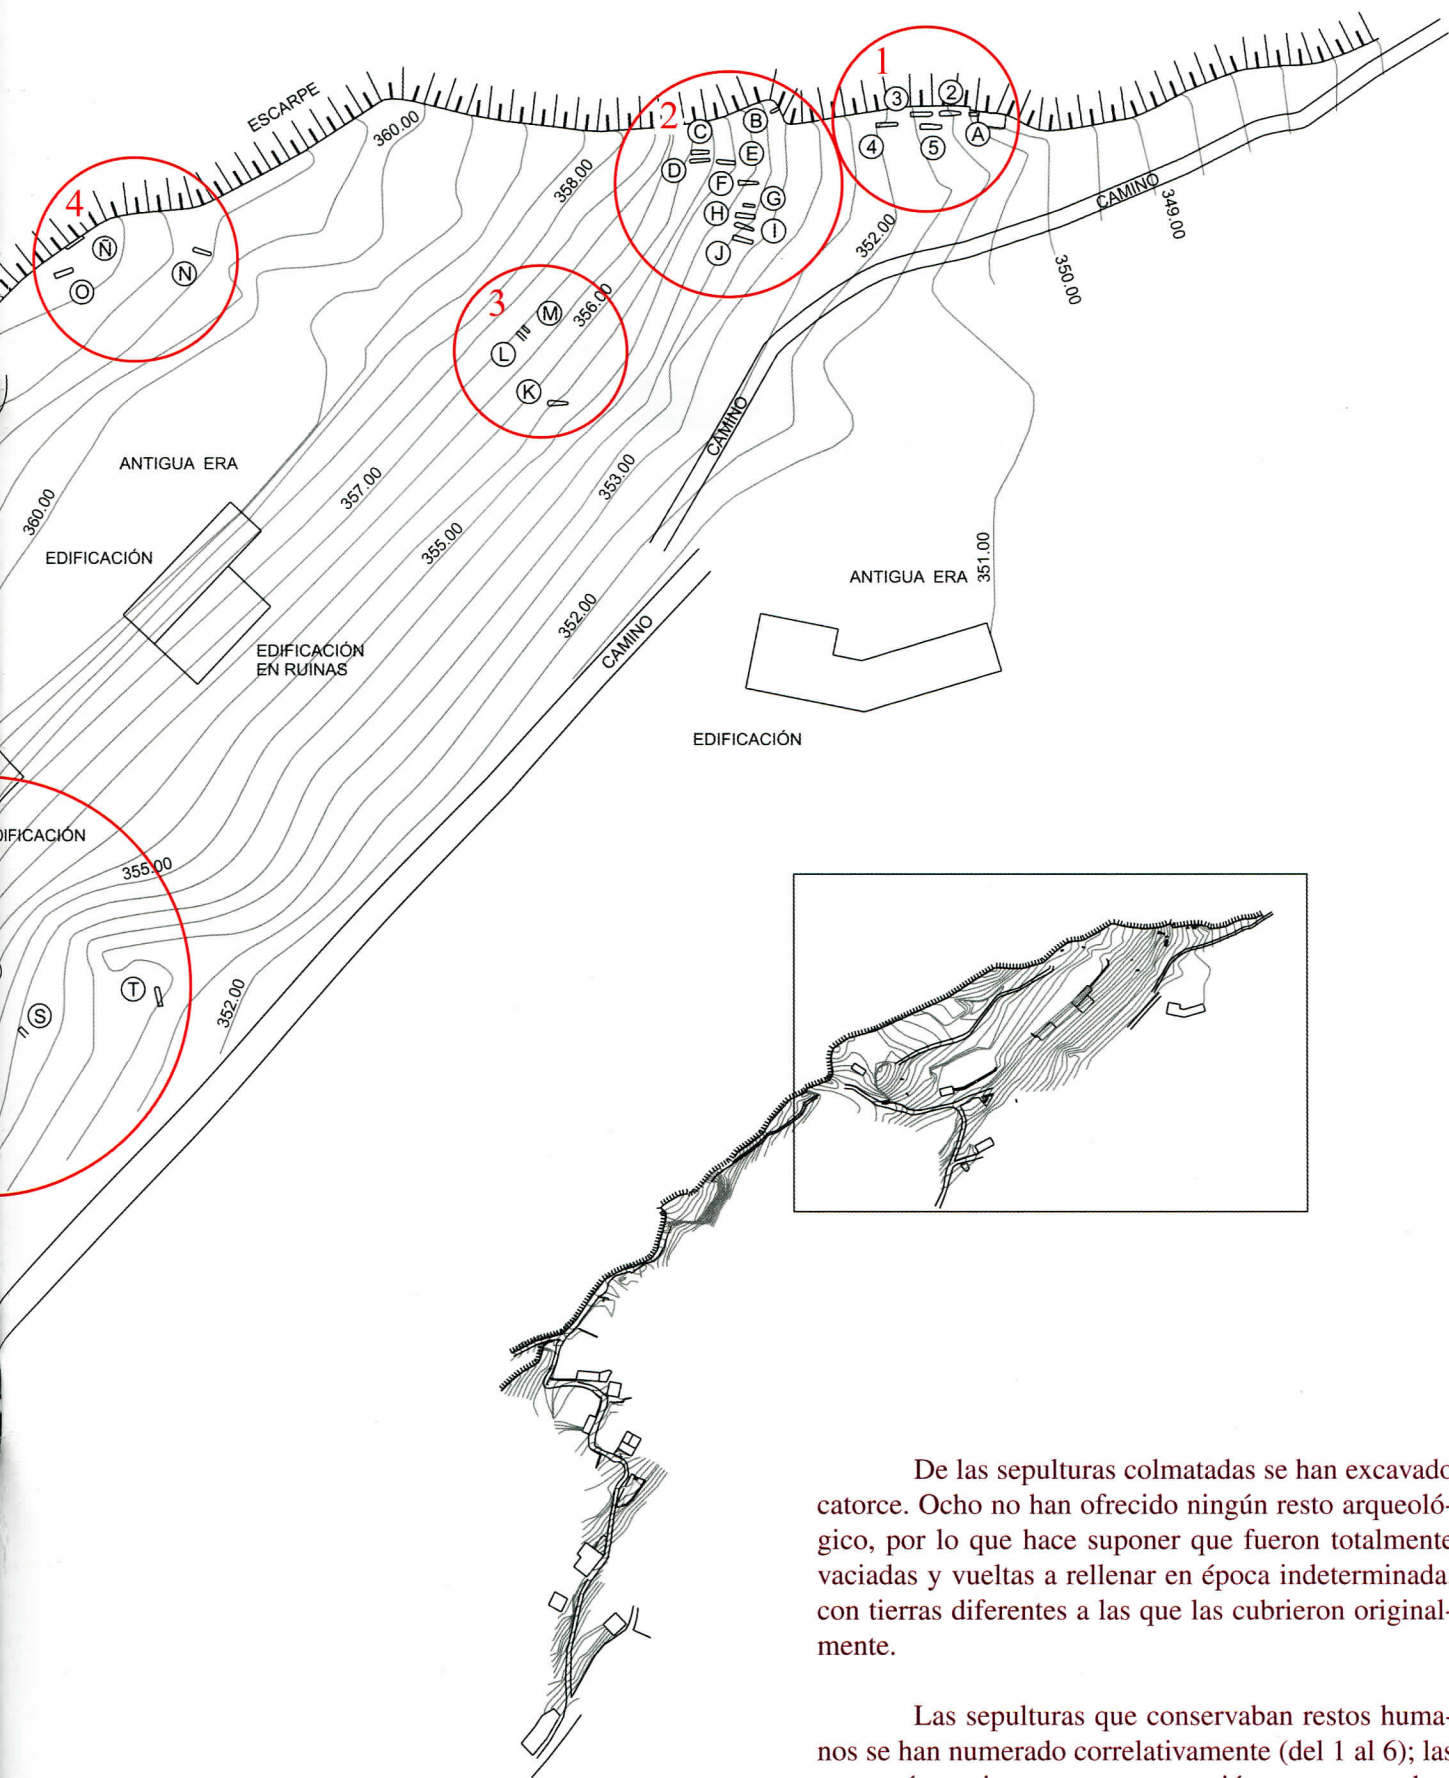 1
3
2
2
C
B
A
ESCARPE
360.00
4
5
E
D
358.00
F
4
CAMINO
G
H
349.00
Ñ
I
352.00
J
N
350.00
O
3
M
356.00
L
K
CAMINO
ANTIGUA ERA
357.00
353.00
360.00
355.00
EDIFICACIÓN
351.00
ANTIGUA ERA
352.00
CAMINO
EDIFICACIÓN
EN RUINAS
EDIFICACIÓN
DIFICACIÓN
355.00
T
352.00
S
De las sepulturas colmatadas se han excavado
catorce. Ocho no han ofrecido ningún resto arqueoló-
gico, por lo que hace suponer que fueron totalmente
vaciadas y vueltas a rellenar en época indeterminada
con tierras diferentes a las que las cubrieron original-
mente.
Las sepulturas que conservaban restos huma-
nos se han numerado correlativamente (del 1 al 6); las